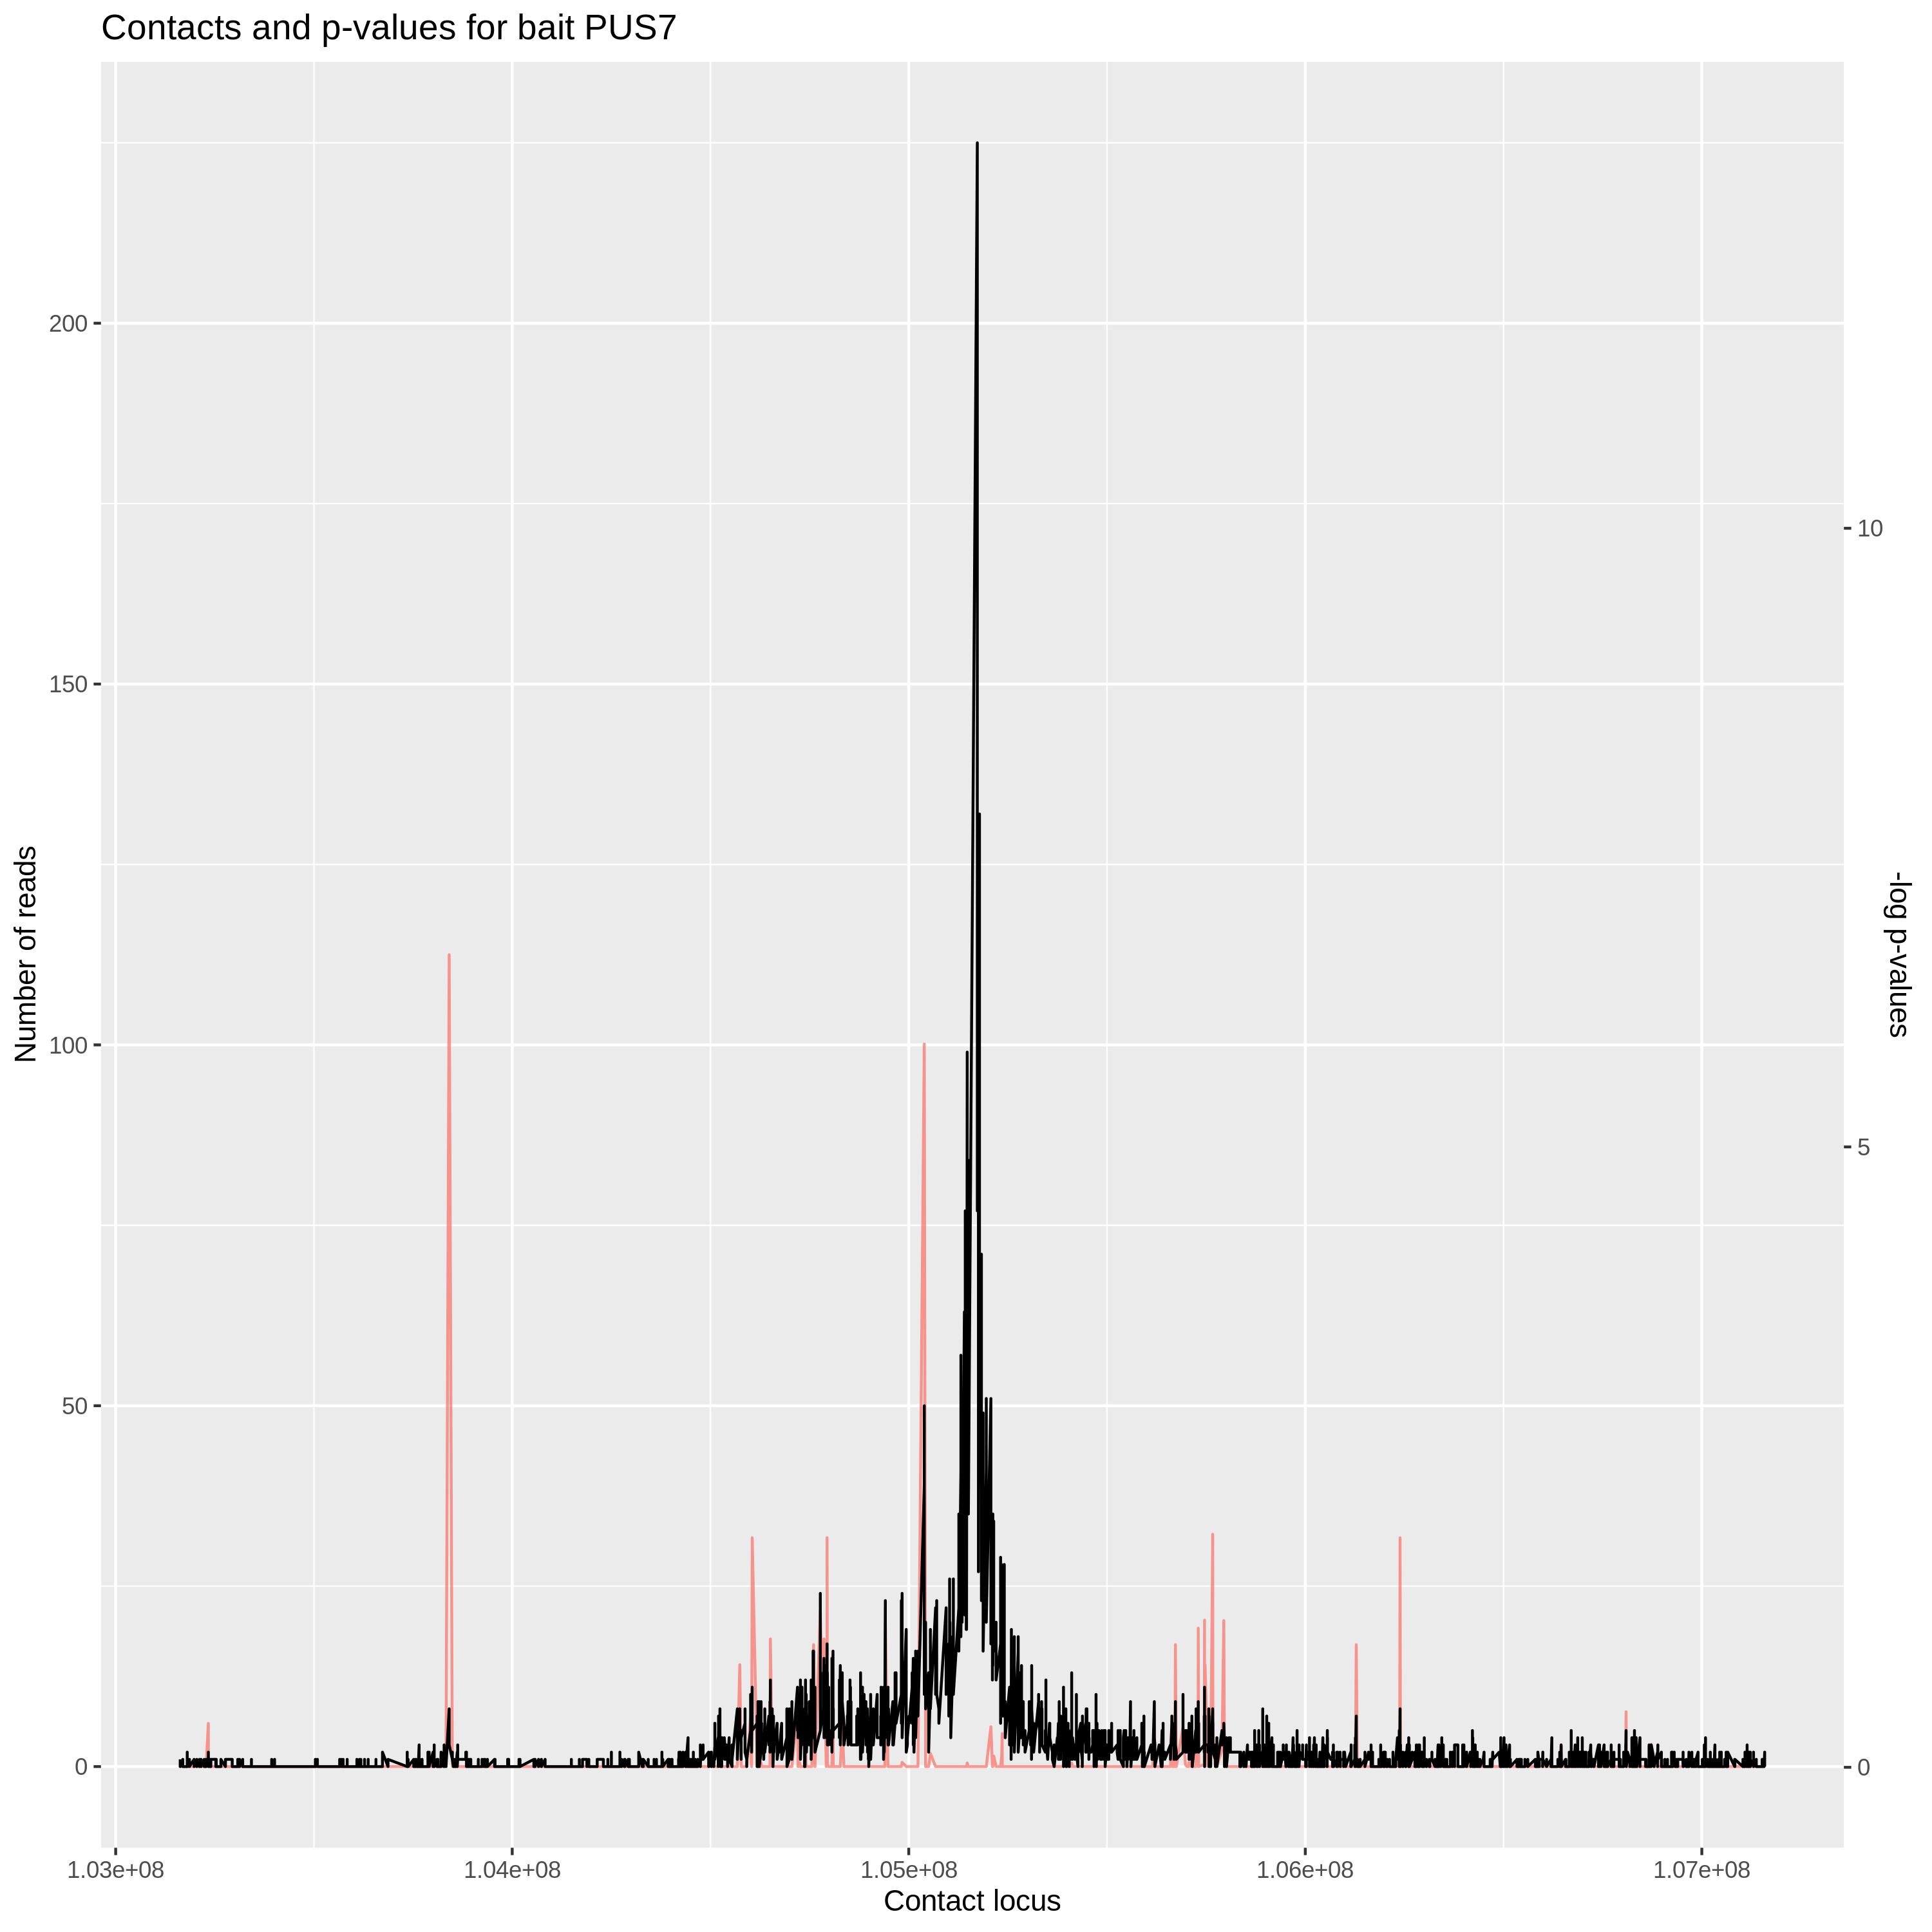 Contacts and p-values for bait PUS7
Number of reads
200
150
100
50
0
10
5
0
-log p-values
1.03e+08 1.04e+08 1.05e+08 1.06e+08 1.07e+08
Contact locus